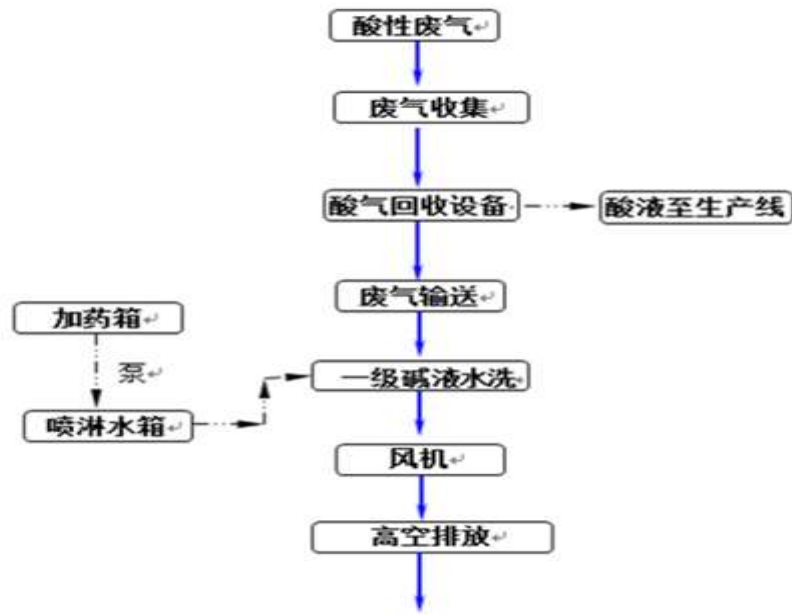 酸性废气
废气收集
酸气回收设备
酸液至生产线
废气输送
加药箱
泵
一级碱液水洗
喷淋水箱
风机
高空排放